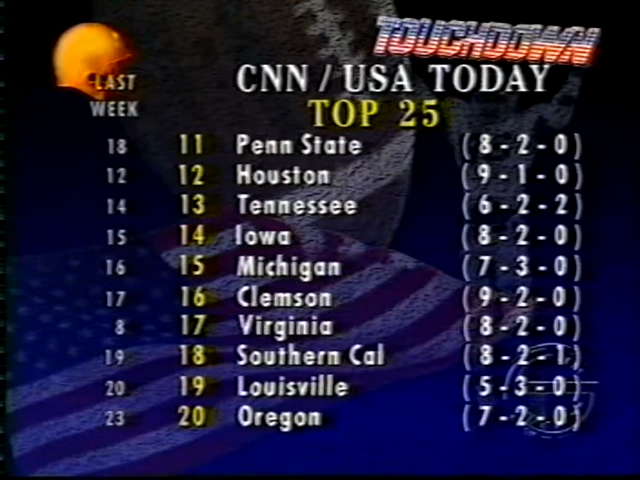 TOUCHDOWN
LAST WEEK CNN / USA TODAY
TOP 25
18 11 Penn State (8-2-0)
12 12 Houston (9-1-0)
14 13 Tennessee (6-2-2)
15 14 Iowa (8-2-0)
16 15 Michigan (7-3-0)
17 16 Clemson (9-2-0)
8 17 Virginia (8-2-0)
19 18 Southern Cal (8-2-1)
20 19 Louisville (5-3-0)
23 20 Oregon (7-2-0)